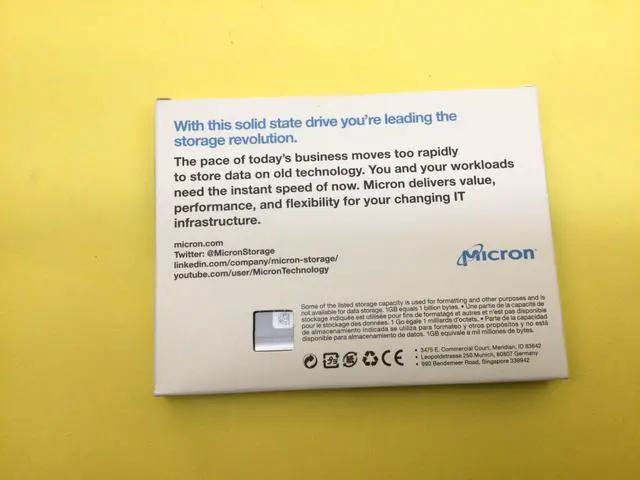 With this solid state drive you're leading the
storage revolution.
The pace of today's business moves too rapidly
to store data on old technology. You and your workloads
need the instant speed of now. Micron delivers value,
performance, and flexibility for your changing IT
infrastructure.
micron.com
Twitter: @MicronStorage
linkedin.com/company/micron-storage/
youtube.com/user/MicronTechnology
Micron
Some of the listed storage capacity is used for formatting and other purposes and is
not available for data storage. 1GB equals 1 billion bytes. • Une partie de la capacité de
stockage indiquée est utilisée pour fins de formatage et autres et n'est pas disponible
pour le stockage des données. 1 Go égale 1 milliard d'octets. • Parte de la capacidad
de almacenamiento indicada se utiliza para formateo y otros propósitos y no está
disponible para almacenamiento de datos. 1GB equivale a mil millones de bytes.
• 3475 E. Commercial Court, Meridian, ID 83642
• Leopoldstrasse 250 Munich, 80807 Germany
• 990 Bendemeer Road, Singapore 339942
CE